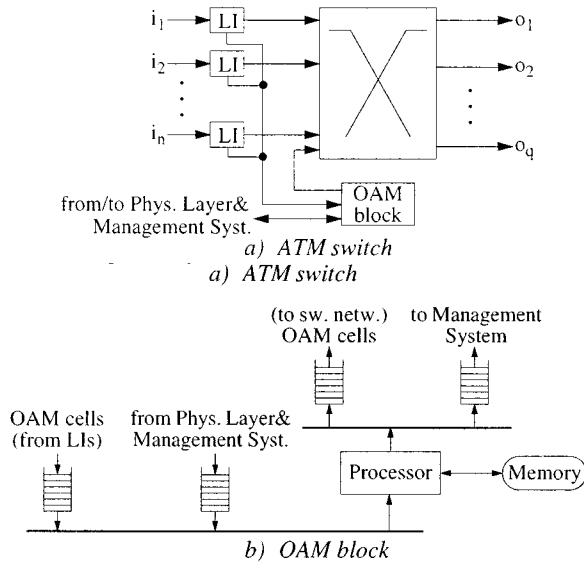 i1 LI o1
i2 LI o2
in LI oq
from/to Phys. Layer&
Management Syst.
OAM
block
a) ATM switch
a) ATM switch
(to sw. netw.)
OAM cells
to Management
System
OAM cells
(from LIs)
from Phys. Layer&
Management Syst.
Processor
Memory
b) OAM block